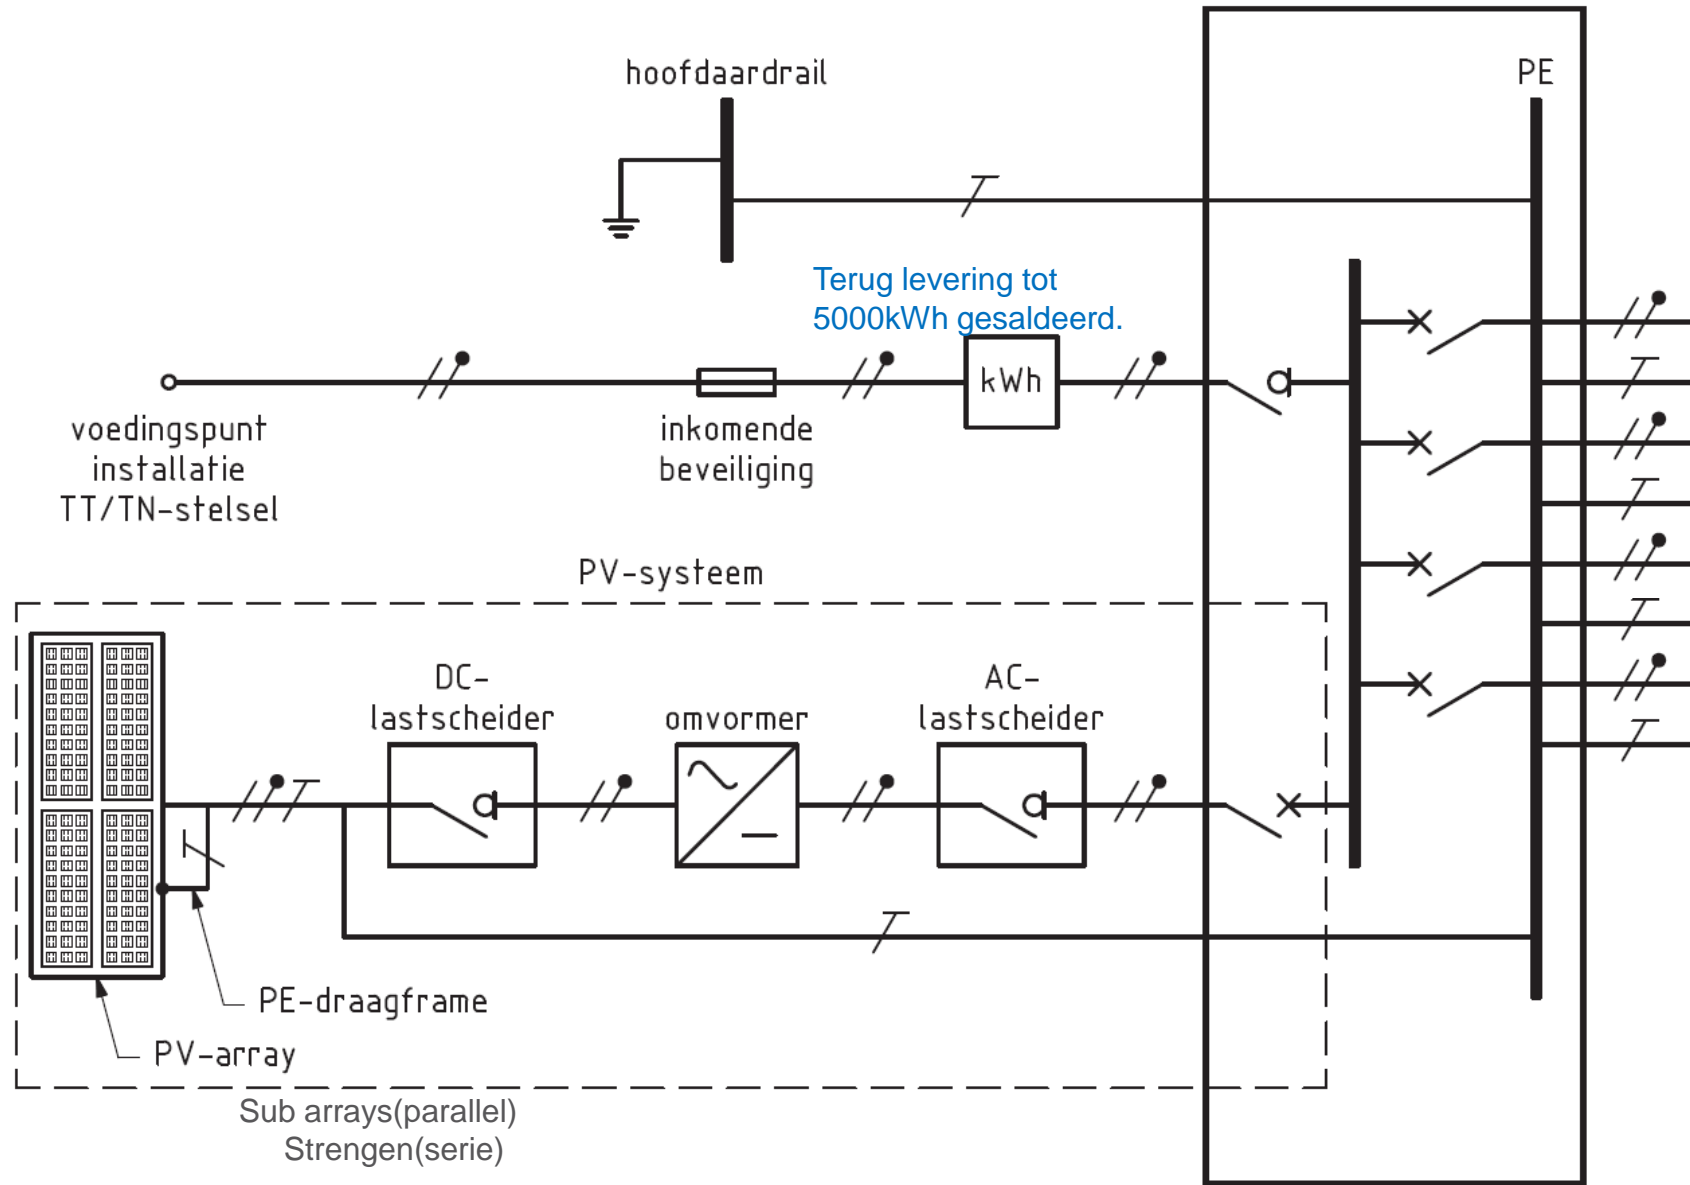 hoofdaardrail
PE
Terug levering tot
5000kWh gesaldeerd.
kWh
voedingspunt
installatie
TT/TN-stelsel
inkomende
beveiliging
PV-systeem
DC-
lastscheider
omvormer
AC-
lastscheider
PE-draagframe
PV-array
Sub arrays(parallel)
Strengen(serie)